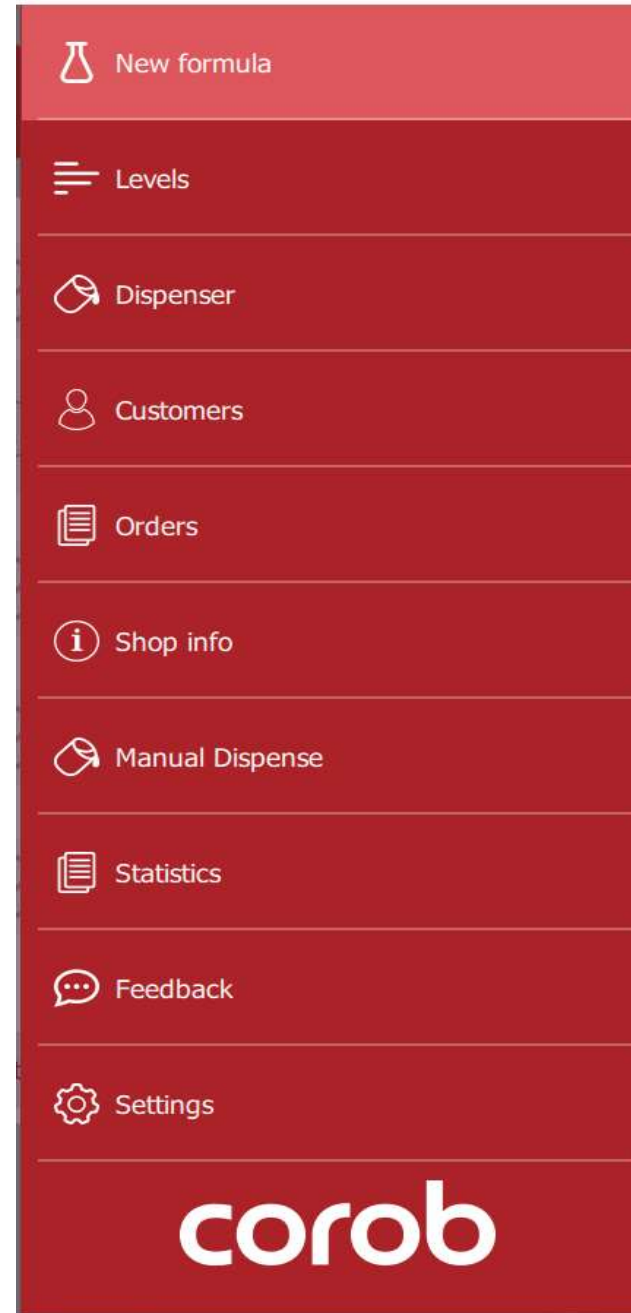 New formula
Levels
Dispenser
Customers
Orders
Shop info
Manual Dispense
Statistics
Feedback
Settings
corob